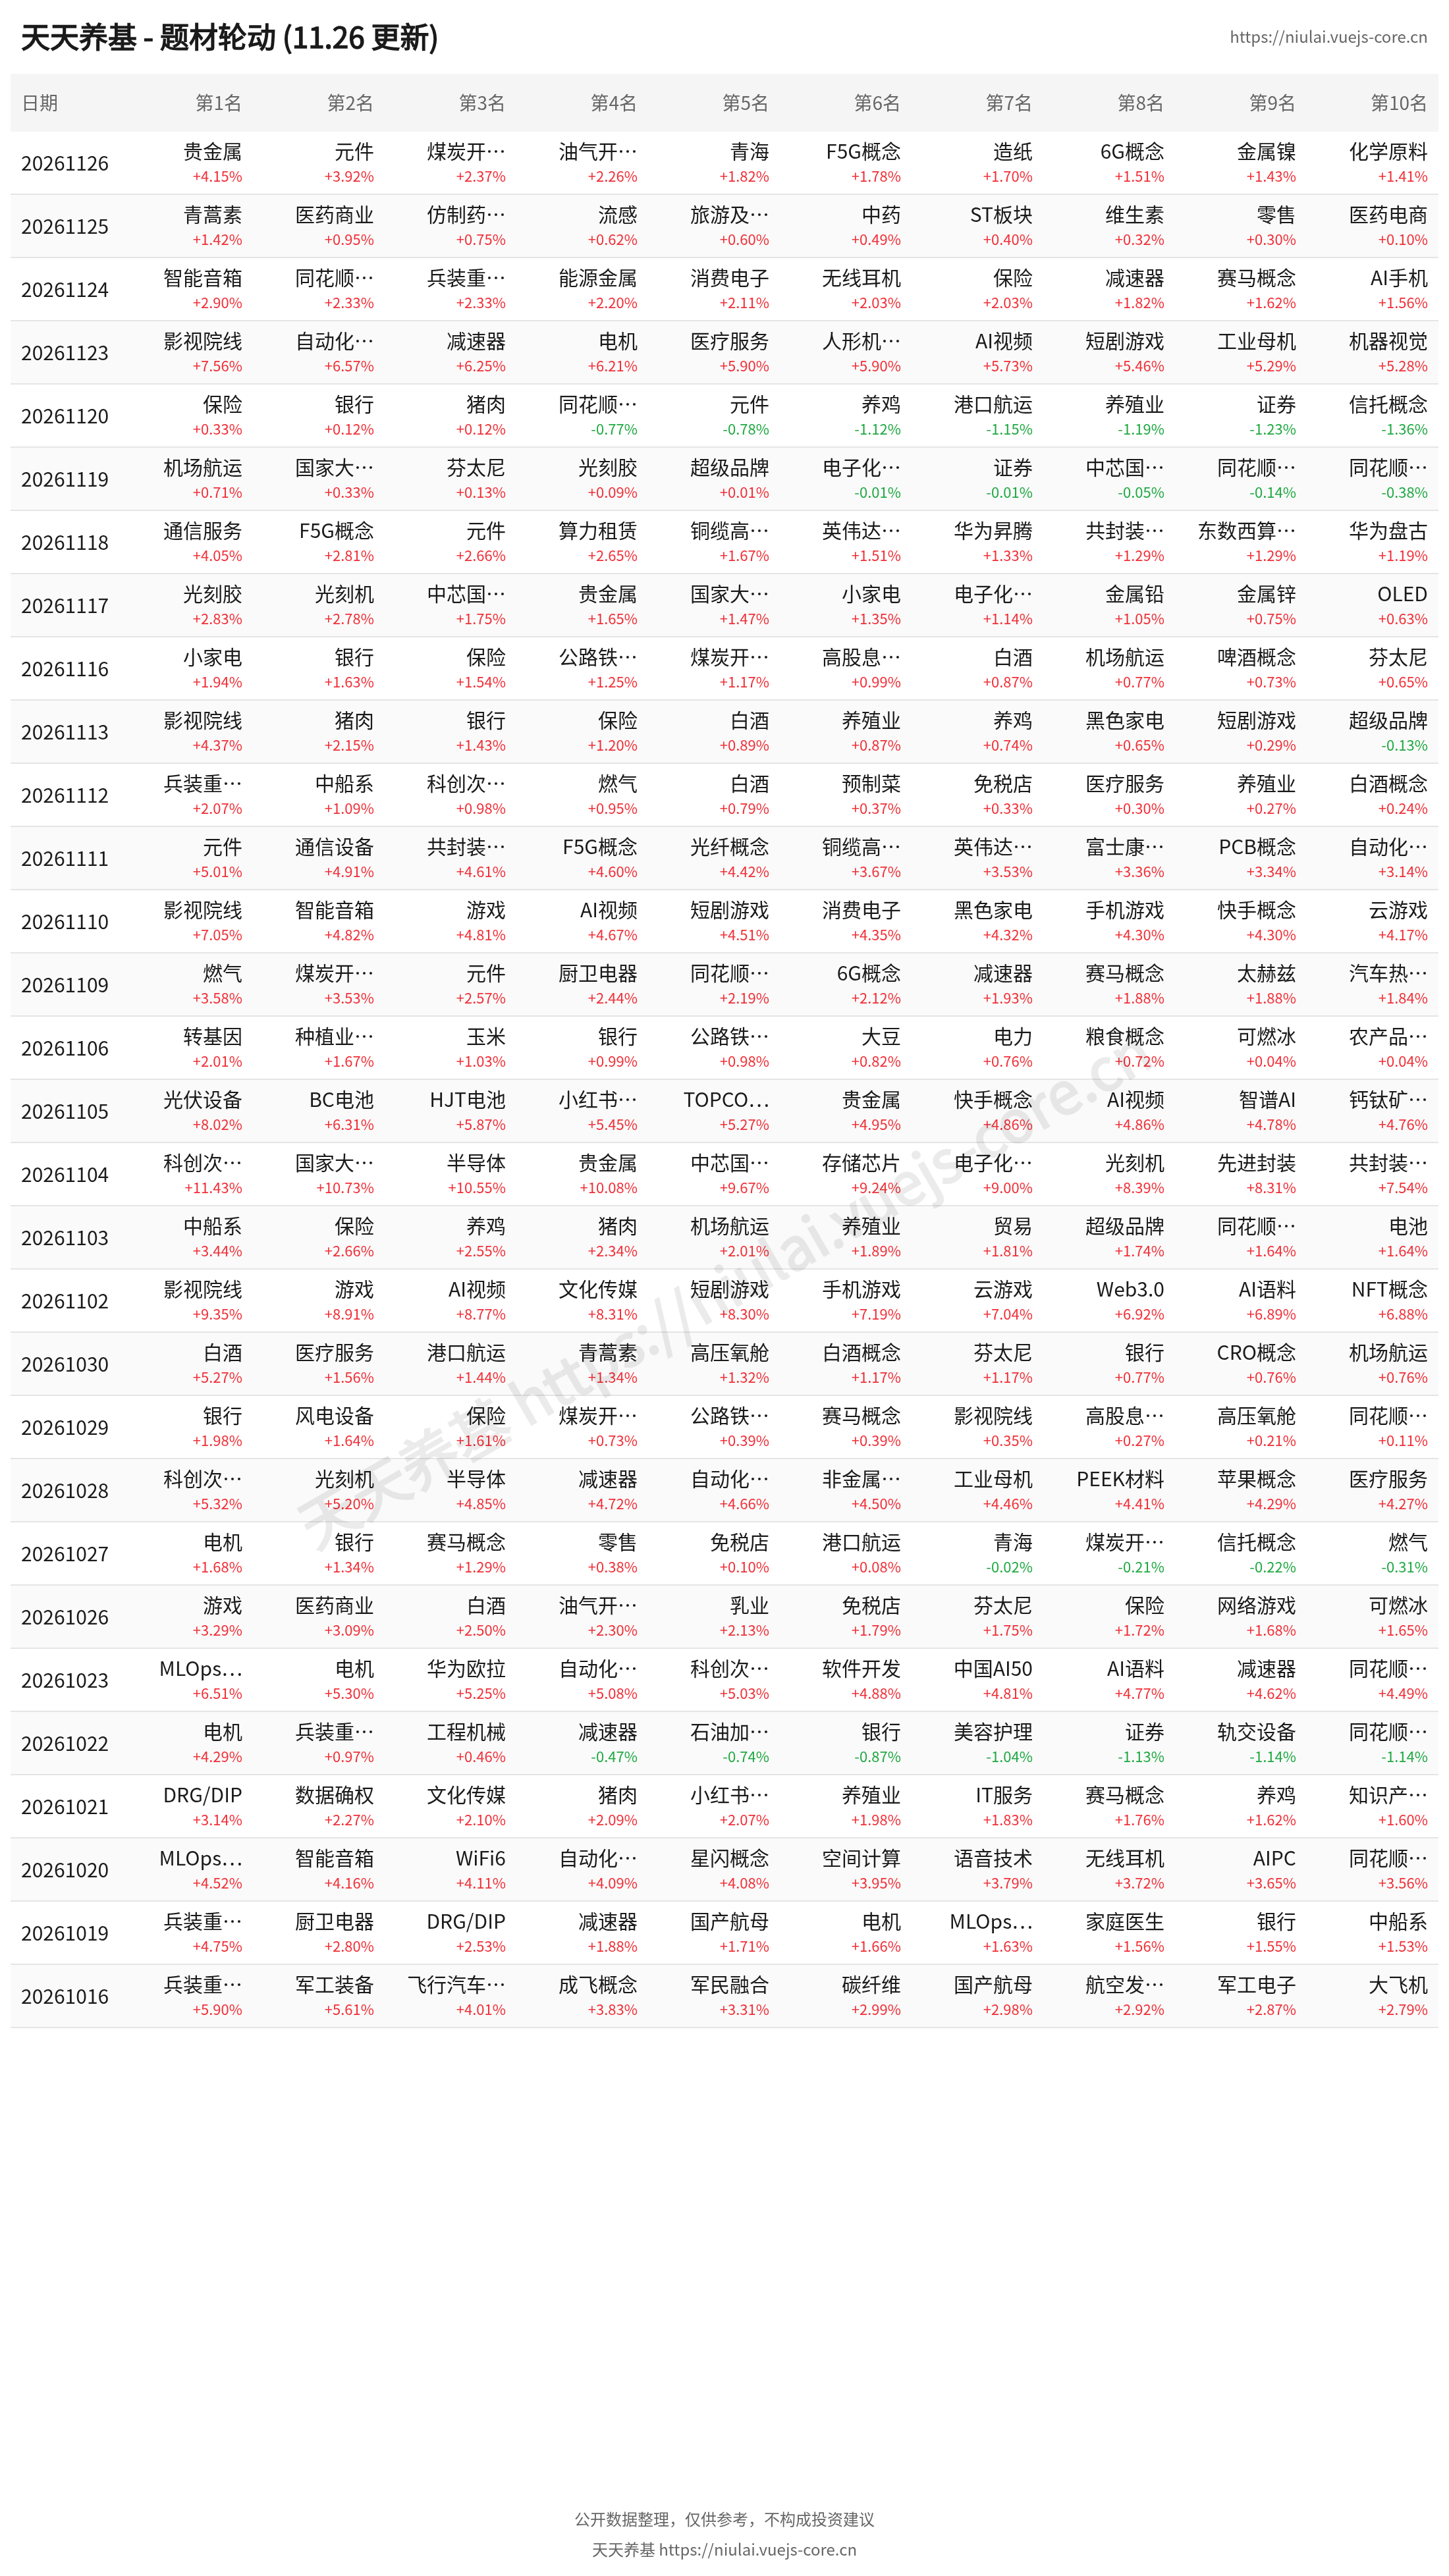 天天养基 - 题材轮动 (11.26 更新)
https://niulai.vuejs-core.cn
日期 第1名 第2名 第3名 第4名 第5名 第6名 第7名 第8名 第9名 第10名
贵金属 元件 煤炭开… 油气开… 青海 F5G概念 造纸 6G概念 金属镍 化学原料
20261126
+4.15% +3.92% +2.37% +2.26% +1.82% +1.78% +1.70% +1.51% +1.43% +1.41%
青蒿素 医药商业 仿制药… 流感 旅游及… 中药 ST板块 维生素 零售 医药电商
20261125
+1.42% +0.95% +0.75% +0.62% +0.60% +0.49% +0.40% +0.32% +0.30% +0.10%
智能音箱 同花顺… 兵装重… 能源金属 消费电子 无线耳机 保险 减速器 赛马概念 AI手机
20261124
+2.90% +2.33% +2.33% +2.20% +2.11% +2.03% +2.03% +1.82% +1.62% +1.56%
影视院线 自动化… 减速器 电机 医疗服务 人形机… AI视频 短剧游戏 工业母机 机器视觉
20261123
+7.56% +6.57% +6.25% +6.21% +5.90% +5.90% +5.73% +5.46% +5.29% +5.28%
保险 银行 猪肉 同花顺… 元件 养鸡 港口航运 养殖业 证券 信托概念
20261120
+0.33% +0.12% +0.12% -0.77% -0.78% -1.12% -1.15% -1.19% -1.23% -1.36%
机场航运 国家大… 芬太尼 光刻胶 超级品牌 电子化… 证券 中芯国… 同花顺… 同花顺…
20261119
+0.71% +0.33% +0.13% +0.09% +0.01% -0.01% -0.01% -0.05% -0.14% -0.38%
通信服务 F5G概念 元件 算力租赁 铜缆高… 英伟达… 华为昇腾 共封装… 东数西算… 华为盘古
20261118
+4.05% +2.81% +2.66% +2.65% +1.67% +1.51% +1.33% +1.29% +1.29% +1.19%
光刻胶 光刻机 中芯国… 贵金属 国家大… 小家电 电子化… 金属铅 金属锌 OLED
20261117
+2.83% +2.78% +1.75% +1.65% +1.47% +1.35% +1.14% +1.05% +0.75% +0.63%
小家电 银行 保险 公路铁… 煤炭开… 高股息… 白酒 机场航运 啤酒概念 芬太尼
20261116
+1.94% +1.63% +1.54% +1.25% +1.17% +0.99% +0.87% +0.77% +0.73% +0.65%
影视院线 猪肉 银行 保险 白酒 养殖业 养鸡 黑色家电 短剧游戏 超级品牌
20261113
+4.37% +2.15% +1.43% +1.20% +0.89% +0.87% +0.74% +0.65% +0.29% -0.13%
兵装重… 中船系 科创次… 燃气 白酒 预制菜 免税店 医疗服务 养殖业 白酒概念
20261112
+2.07% +1.09% +0.98% +0.95% +0.79% +0.37% +0.33% +0.30% +0.27% +0.24%
元件 通信设备 共封装… F5G概念 光纤概念 铜缆高… 英伟达… 富士康… PCB概念 自动化…
20261111
+5.01% +4.91% +4.61% +4.60% +4.42% +3.67% +3.53% +3.36% +3.34% +3.14%
影视院线 智能音箱 游戏 AI视频 短剧游戏 消费电子 黑色家电 手机游戏 快手概念 云游戏
20261110
+7.05% +4.82% +4.81% +4.67% +4.51% +4.35% +4.32% +4.30% +4.30% +4.17%
燃气 煤炭开… 元件 厨卫电器 同花顺… 6G概念 减速器 赛马概念 太赫兹 汽车热…
20261109
+3.58% +3.53% +2.57% +2.44% +2.19% +2.12% +1.93% +1.88% +1.88% +1.84%
转基因 种植业… 玉米 银行 公路铁… 大豆 电力 粮食概念 可燃冰 农产品…
20261106
+2.01% +1.67% +1.03% +0.99% +0.98% +0.82% +0.76% +0.72% +0.04% +0.04%
光伏设备 BC电池 HJT电池 小红书… TOPCO… 贵金属 快手概念 AI视频 智谱AI 钙钛矿…
20261105
+8.02% +6.31% +5.87% +5.45% +5.27% +4.95% +4.86% +4.86% +4.78% +4.76%
科创次… 国家大… 半导体 贵金属 中芯国… 存储芯片 电子化… 光刻机 先进封装 共封装…
20261104
+11.43% +10.73% +10.55% +10.08% +9.67% +9.24% +9.00% +8.39% +8.31% +7.54%
中船系 保险 养鸡 猪肉 机场航运 养殖业 贸易 超级品牌 同花顺… 电池
20261103
+3.44% +2.66% +2.55% +2.34% +2.01% +1.89% +1.81% +1.74% +1.64% +1.64%
影视院线 游戏 AI视频 文化传媒 短剧游戏 手机游戏 云游戏 Web3.0 AI语料 NFT概念
20261102
+9.35% +8.91% +8.77% +8.31% +8.30% +7.19% +7.04% +6.92% +6.89% +6.88%
白酒 医疗服务 港口航运 青蒿素 高压氧舱 白酒概念 芬太尼 银行 CRO概念 机场航运
20261030
+5.27% +1.56% +1.44% +1.34% +1.32% +1.17% +1.17% +0.77% +0.76% +0.76%
银行 风电设备 保险 煤炭开… 公路铁… 赛马概念 影视院线 高股息… 高压氧舱 同花顺…
20261029
+1.98% +1.64% +1.61% +0.73% +0.39% +0.39% +0.35% +0.27% +0.21% +0.11%
科创次… 光刻机 半导体 减速器 自动化… 非金属… 工业母机 PEEK材料 苹果概念 医疗服务
20261028
+5.32% +5.20% +4.85% +4.72% +4.66% +4.50% +4.46% +4.41% +4.29% +4.27%
电机 银行 赛马概念 零售 免税店 港口航运 青海 煤炭开… 信托概念 燃气
20261027
+1.68% +1.34% +1.29% +0.38% +0.10% +0.08% -0.02% -0.21% -0.22% -0.31%
游戏 医药商业 白酒 油气开… 乳业 免税店 芬太尼 保险 网络游戏 可燃冰
20261026
+3.29% +3.09% +2.50% +2.30% +2.13% +1.79% +1.75% +1.72% +1.68% +1.65%
MLOps… 电机 华为欧拉 自动化… 科创次… 软件开发 中国AI50 AI语料 减速器 同花顺…
20261023
+6.51% +5.30% +5.25% +5.08% +5.03% +4.88% +4.81% +4.77% +4.62% +4.49%
电机 兵装重… 工程机械 减速器 石油加… 银行 美容护理 证券 轨交设备 同花顺…
20261022
+4.29% +0.97% +0.46% -0.47% -0.74% -0.87% -1.04% -1.13% -1.14% -1.14%
DRG/DIP 数据确权 文化传媒 猪肉 小红书… 养殖业 IT服务 赛马概念 养鸡 知识产…
20261021
+3.14% +2.27% +2.10% +2.09% +2.07% +1.98% +1.83% +1.76% +1.62% +1.60%
MLOps… 智能音箱 WiFi6 自动化… 星闪概念 空间计算 语音技术 无线耳机 AIPC 同花顺…
20261020
+4.52% +4.16% +4.11% +4.09% +4.08% +3.95% +3.79% +3.72% +3.65% +3.56%
兵装重… 厨卫电器 DRG/DIP 减速器 国产航母 电机 MLOps… 家庭医生 银行 中船系
20261019
+4.75% +2.80% +2.53% +1.88% +1.71% +1.66% +1.63% +1.56% +1.55% +1.53%
兵装重… 军工装备 飞行汽车… 成飞概念 军民融合 碳纤维 国产航母 航空发… 军工电子 大飞机
20261016
+5.90% +5.61% +4.01% +3.83% +3.31% +2.99% +2.98% +2.92% +2.87% +2.79%
天天养基 https://niulai.vuejs-core.cn
公开数据整理，仅供参考，不构成投资建议
天天养基 https://niulai.vuejs-core.cn